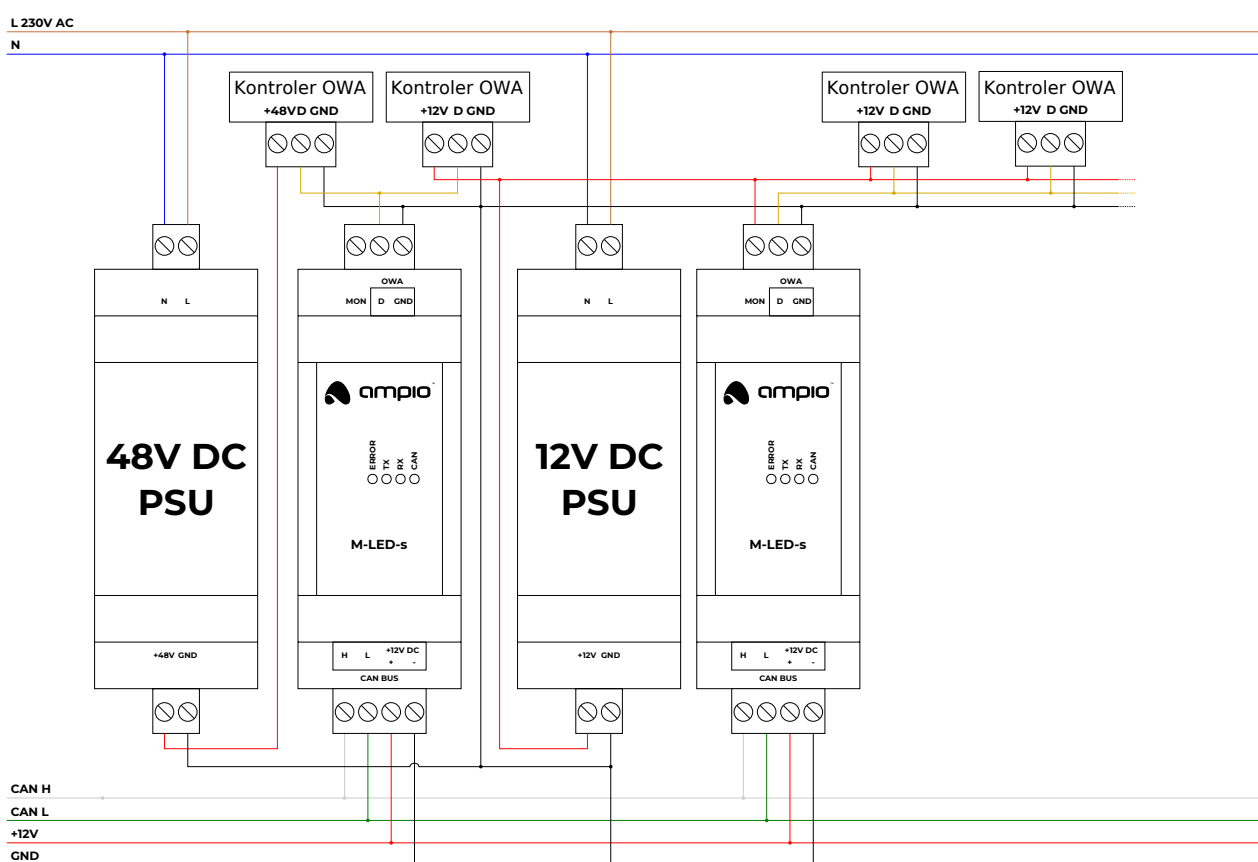 L 230V AC
N
Kontroler OWA
+48VD GND
Kontroler OWA
+12V D GND
Kontroler OWA
+12V D GND
Kontroler OWA
+12V D GND
N L
OWA
MON D GND
N L
OWA
MON D GND
48V DC
PSU
ampio
ERROR
TX
RX
CAN
M-LED-s
12V DC
PSU
ampio
ERROR
TX
RX
CAN
M-LED-s
+48V GND
H L +12V DC
+ -
CAN BUS
+12V GND
H L +12V DC
+ -
CAN BUS
CAN H
CAN L
+12V
GND